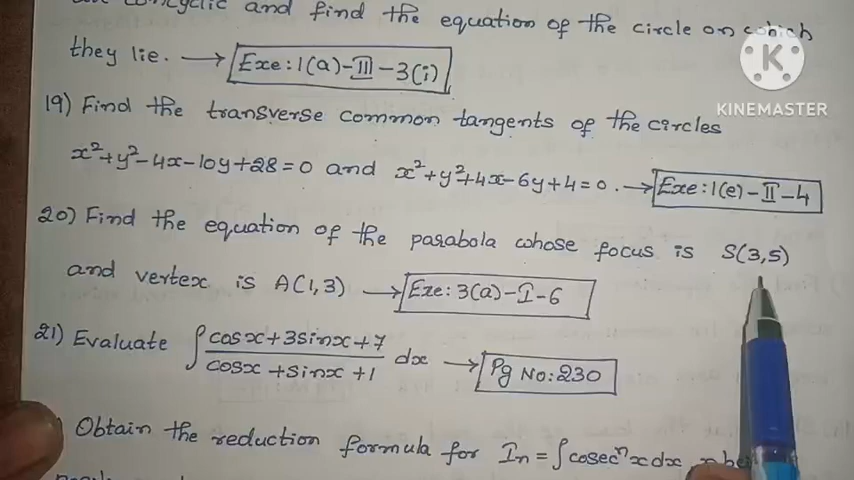 and find the equation of the circle on which
they lie. → Exe: 1(a)-III-3(i)
K
KINEMASTER
19) Find the transverse common tangents of the circles
x²+y²-4x-10y+28=0 and x²+y²+4x-6y+4=0. → Exe: 1(e)-II-4
20) Find the equation of the parabola whose focus is S(3,5)
and vertex is A(1,3) → Exe: 3(a)-I-6
21) Evaluate ∫ (cosx+3sinx+7)/(cosx+sinx+1) dx → Pg No:230
Obtain the reduction formula for Iₙ = ∫cosecⁿxdx